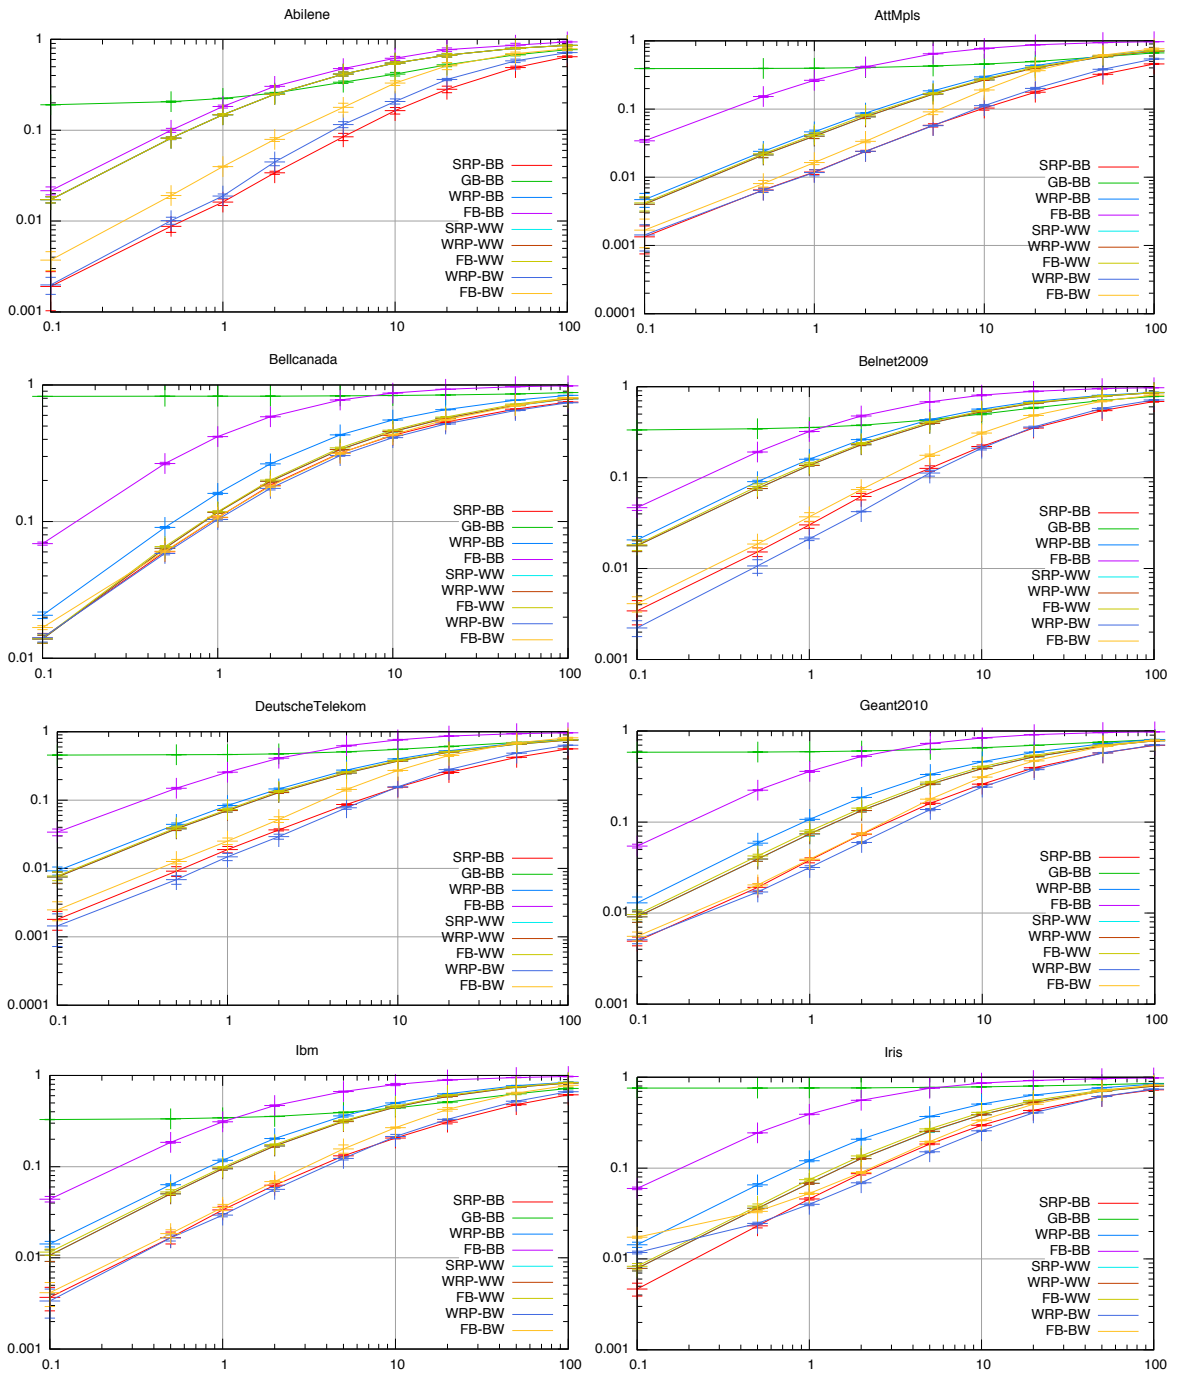 Abilene
1
0.1
0.01
0.001
0.1
1
10
100
SRP-BB
GB-BB
WRP-BB
FB-BB
SRP-WW
WRP-WW
FB-WW
WRP-BW
FB-BW
AttMpls
1
0.1
0.01
0.001
0.0001
0.1
1
10
100
SRP-BB
GB-BB
WRP-BB
FB-BB
SRP-WW
WRP-WW
FB-WW
WRP-BW
FB-BW
Bellcanada
1
0.1
0.01
0.1
1
10
100
SRP-BB
GB-BB
WRP-BB
FB-BB
SRP-WW
WRP-WW
FB-WW
WRP-BW
FB-BW
Belnet2009
1
0.1
0.01
0.001
0.1
1
10
100
SRP-BB
GB-BB
WRP-BB
FB-BB
SRP-WW
WRP-WW
FB-WW
WRP-BW
FB-BW
DeutscheTelekom
1
0.1
0.01
0.001
0.0001
0.1
1
10
100
SRP-BB
GB-BB
WRP-BB
FB-BB
SRP-WW
WRP-WW
FB-WW
WRP-BW
FB-BW
Geant2010
1
0.1
0.01
0.001
0.1
1
10
100
SRP-BB
GB-BB
WRP-BB
FB-BB
SRP-WW
WRP-WW
FB-WW
WRP-BW
FB-BW
Ibm
1
0.1
0.01
0.001
0.1
1
10
100
SRP-BB
GB-BB
WRP-BB
FB-BB
SRP-WW
WRP-WW
FB-WW
WRP-BW
FB-BW
Iris
1
0.1
0.01
0.001
0.1
1
10
100
SRP-BB
GB-BB
WRP-BB
FB-BB
SRP-WW
WRP-WW
FB-WW
WRP-BW
FB-BW